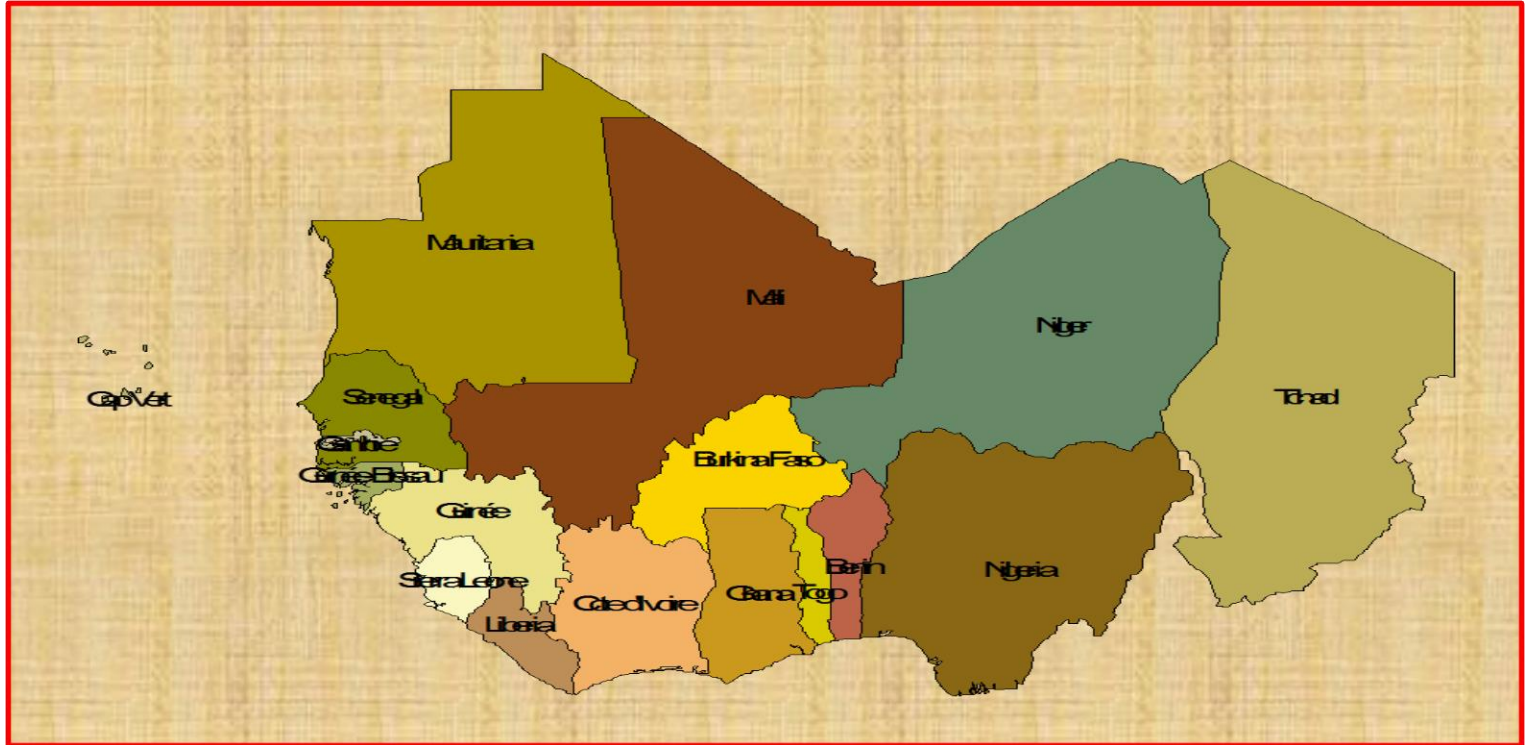 Mauritania
Mali
Niger
Tchad
Cap Vert
Senegal
Gambie
Burkina Faso
Guinee-Bissau
Guinée
Sierra Leone
Liberia
Cote d'Ivoire
Ghana
Togo
Benin
Nigeria